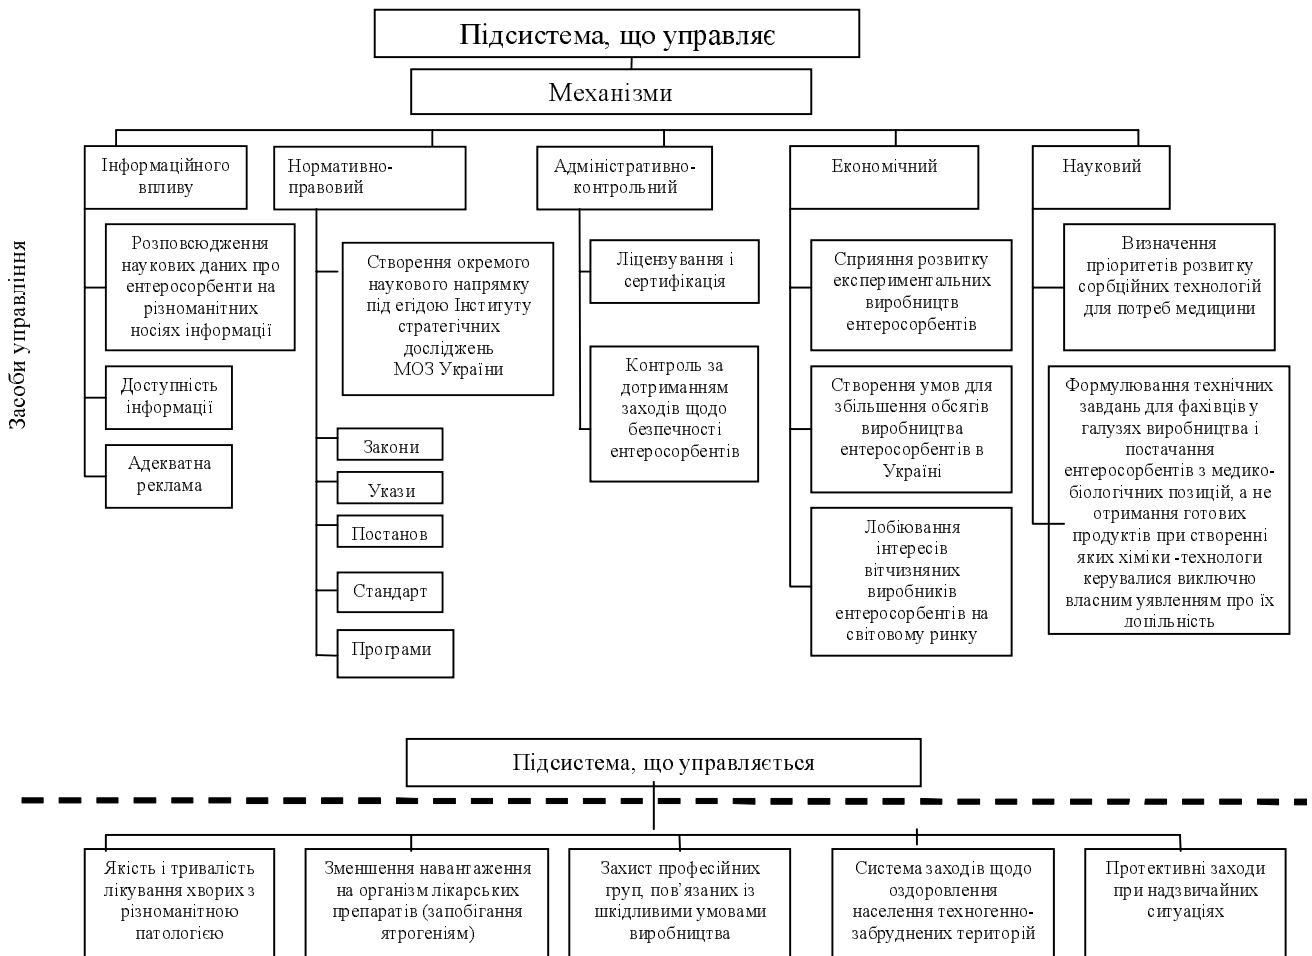 Підсистема, що управляє
Механізми
Засоби управління
Інформаційного
впливу
Розповсюдження
наукових даних про
ентеросорбенти на
різноманітних
носіях інформації
Доступність
інформації
Адекватна
реклама
Нормативно-
правовий
Створення окремого
наукового напрямку
під егідою Інституту
стратегічних
досліджень
МОЗ України
Закони
Укази
Постанов
Стандарт
Програми
Адміністративно-
контрольний
Ліцензування і
сертифікація
Контроль за
дотриманням
заходів щодо
безпечності
ентеросорбентів
Економічний
Сприяння розвитку
експериментальних
виробництв
ентеросорбентів
Створення умов для
збільшення обсягів
виробництва
ентеросорбентів в
Україні
Лобіювання
інтересів
вітчизняних
виробників
ентеросорбентів на
світовому ринку
Науковий
Визначення
пріоритетів розвитку
сорбційних технологій
для потреб медицини
Формулювання технічних
завдань для фахівців у
галузях виробництва і
постачання
ентеросорбентів з медико-
біологічних позицій, а не
отримання готових
продуктів при створенні
яких хіміки -технологи
керувалися виключно
власним уявленням про їх
доцільність
Підсистема, що управляється
Якість і тривалість
лікування хворих з
різноманітною
патологією
Зменшення навантаження
на організм лікарських
препаратів (запобігання
ятрогеніям)
Захист професійних
груп, пов’язаних із
шкідливими умовами
виробництва
Система заходів щодо
оздоровлення
населення техногенно-
забруднених територій
Протективні заходи
при надзвичайних
ситуаціях